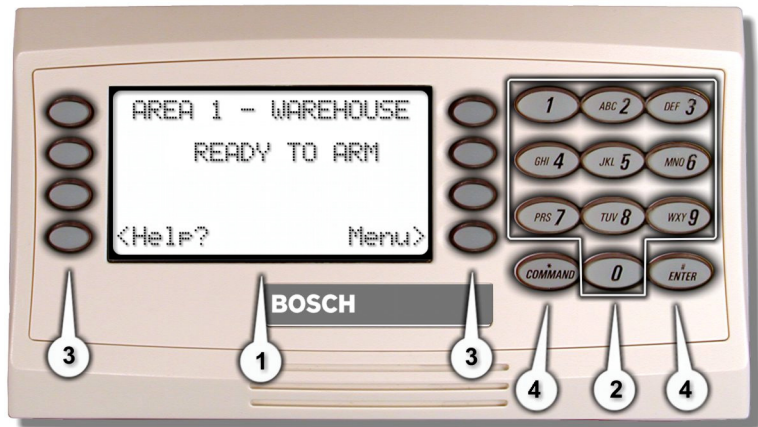 AREA 1 - WAREHOUSE
READY TO ARM
<Help?
Menu>
BOSCH
1
ABC 2
DEF 3
GHI 4
JKL 5
MNO 6
PRS 7
TUV 8
WXY 9
*
COMMAND
0
#
ENTER
3
1
3
4
2
4